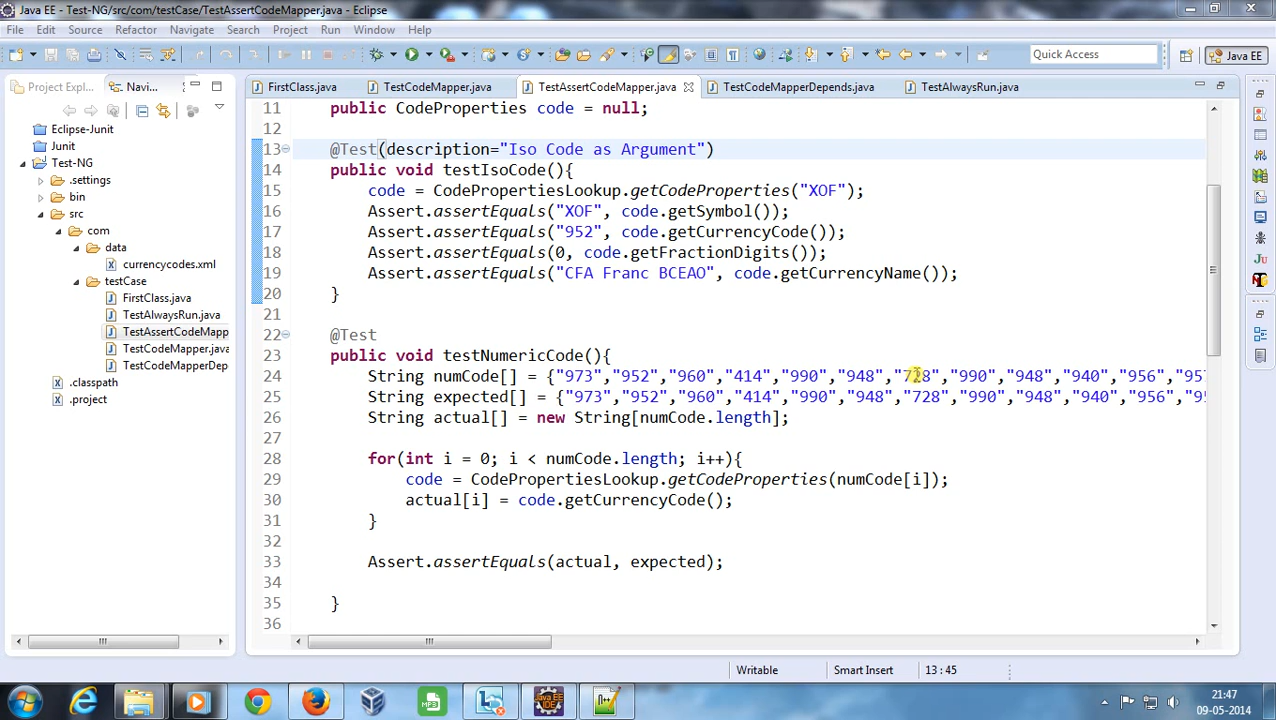 Java EE - Test-NG/src/com/testCase/TestAssertCodeMapper.java - Eclipse
File Edit Source Refactor Navigate Search Project Run Window Help
Quick Access
Java EE
Project Expl...
Navi...
FirstClass.java
TestCodeMapper.java
TestAssertCodeMapper.java
TestCodeMapperDepends.java
TestAlwaysRun.java
Eclipse-Junit
Junit
Test-NG
.settings
bin
src
com
data
currencycodes.xml
testCase
FirstClass.java
TestAlwaysRun.java
TestAssertCodeMapp
TestCodeMapper.java
TestCodeMapperDep
.classpath
.project
11 public CodeProperties code = null;
12
13 @Test(description="Iso Code as Argument")
14 public void testIsoCode(){
15 code = CodePropertiesLookup.getCodeProperties("XOF");
16 Assert.assertEquals("XOF", code.getSymbol());
17 Assert.assertEquals("952", code.getCurrencyCode());
18 Assert.assertEquals(0, code.getFractionDigits());
19 Assert.assertEquals("CFA Franc BCEAO", code.getCurrencyName());
20 }
21
22 @Test
23 public void testNumericCode(){
24 String numCode[] = {"973","952","960","414","990","948","728","990","948","940","956","95
25 String expected[] = {"973","952","960","414","990","948","728","990","948","940","956","9
26 String actual[] = new String[numCode.length];
27
28 for(int i = 0; i < numCode.length; i++){
29 code = CodePropertiesLookup.getCodeProperties(numCode[i]);
30 actual[i] = code.getCurrencyCode();
31 }
32
33 Assert.assertEquals(actual, expected);
34
35 }
36
Writable
Smart Insert
13 : 45
21:47
09-05-2014